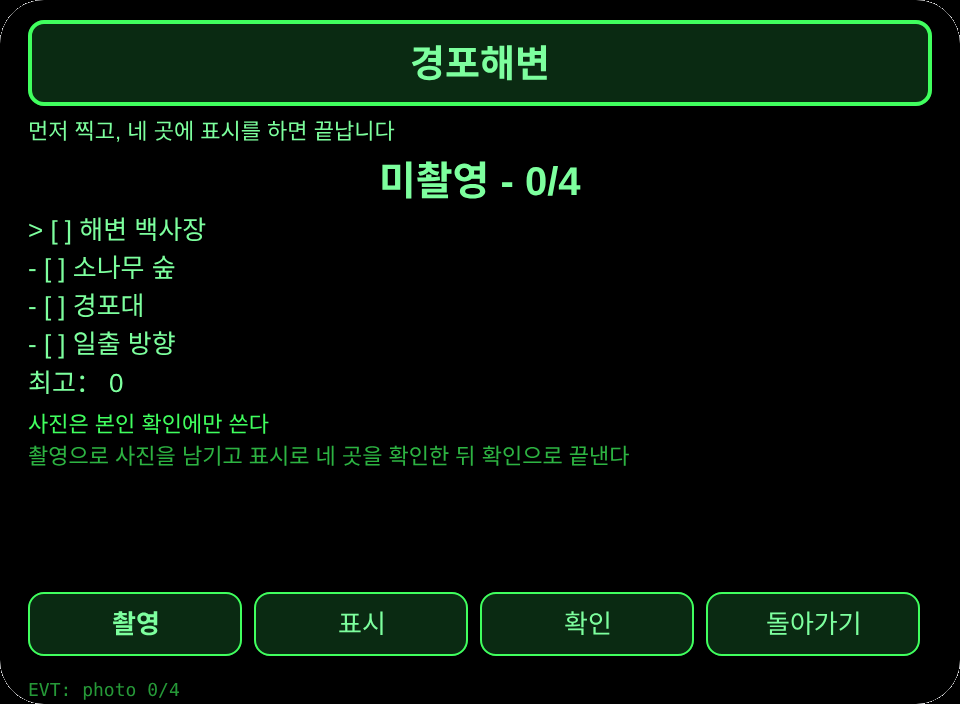 경포해변
먼저 찍고, 네 곳에 표시를 하면 끝납니다
미촬영 - 0/4
> [ ] 해변 백사장
- [ ] 소나무 숲
- [ ] 경포대
- [ ] 일출 방향
최고: 0
사진은 본인 확인에만 쓴다
촬영으로 사진을 남기고 표시로 네 곳을 확인한 뒤 확인으로 끝낸다
촬영 표시 확인 돌아가기
EVT: photo 0/4